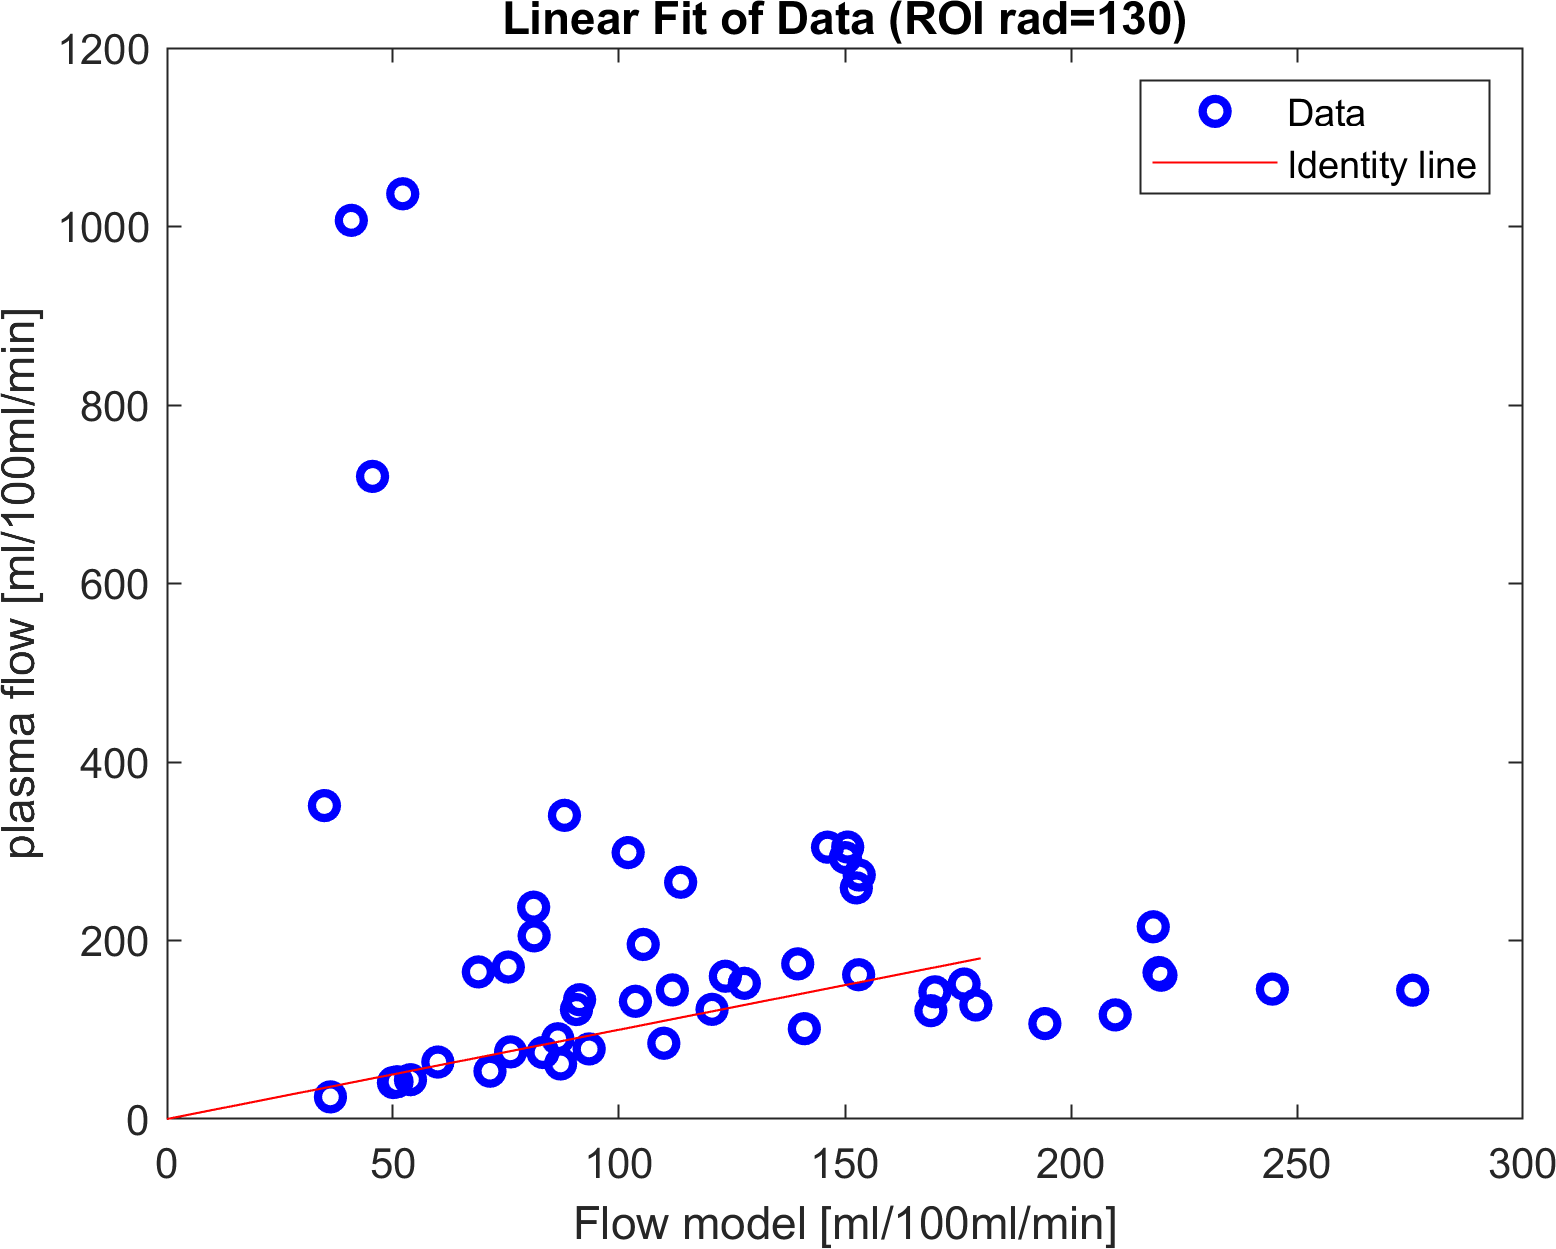 Linear Fit of Data (ROI rad=130)
1200
1000
800
600
400
200
0
plasma flow [ml/100ml/min]
Data
Identity line
0 50 100 150 200 250 300
Flow model [ml/100ml/min]